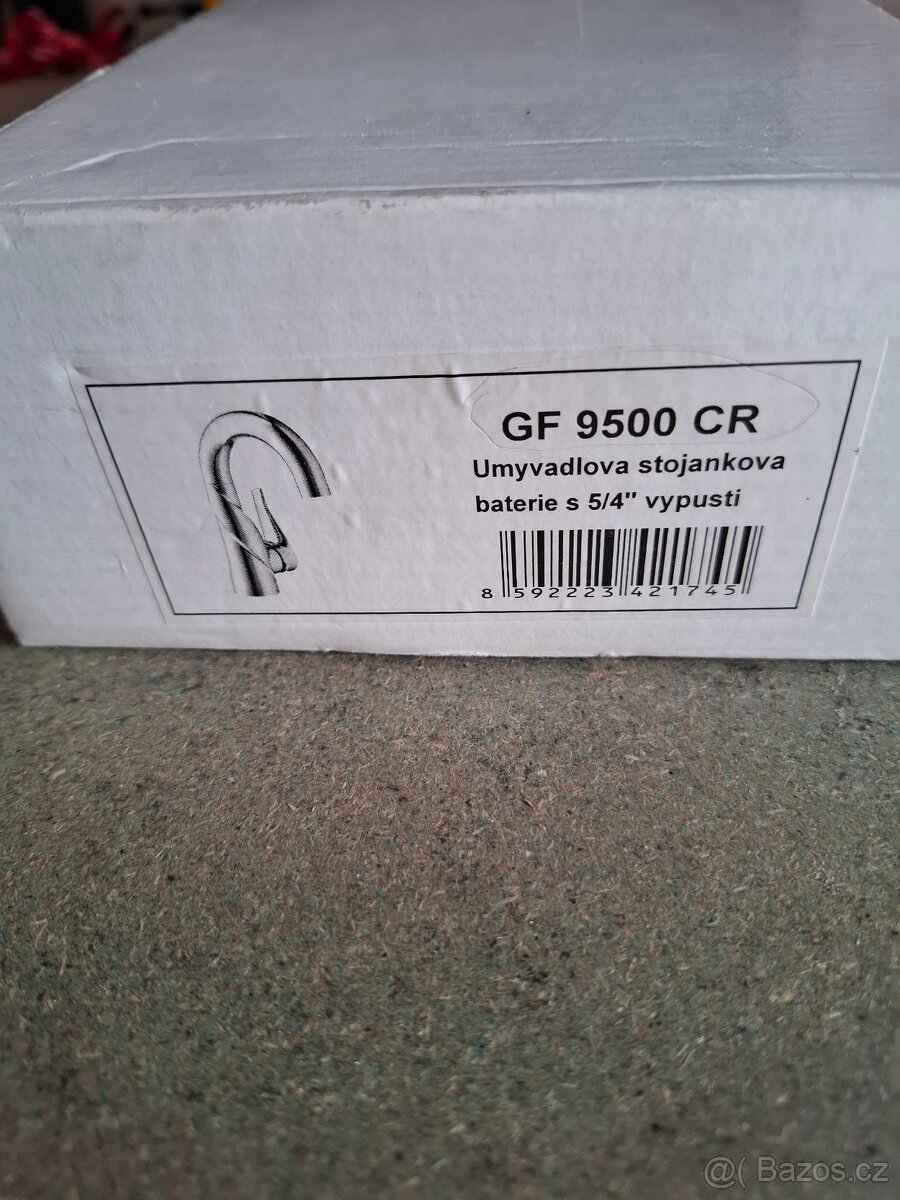 GF 9500 CR
Umyvadlova stojankova
baterie s 5/4" vypusti
8 592223 421745
@( Bazos.cz